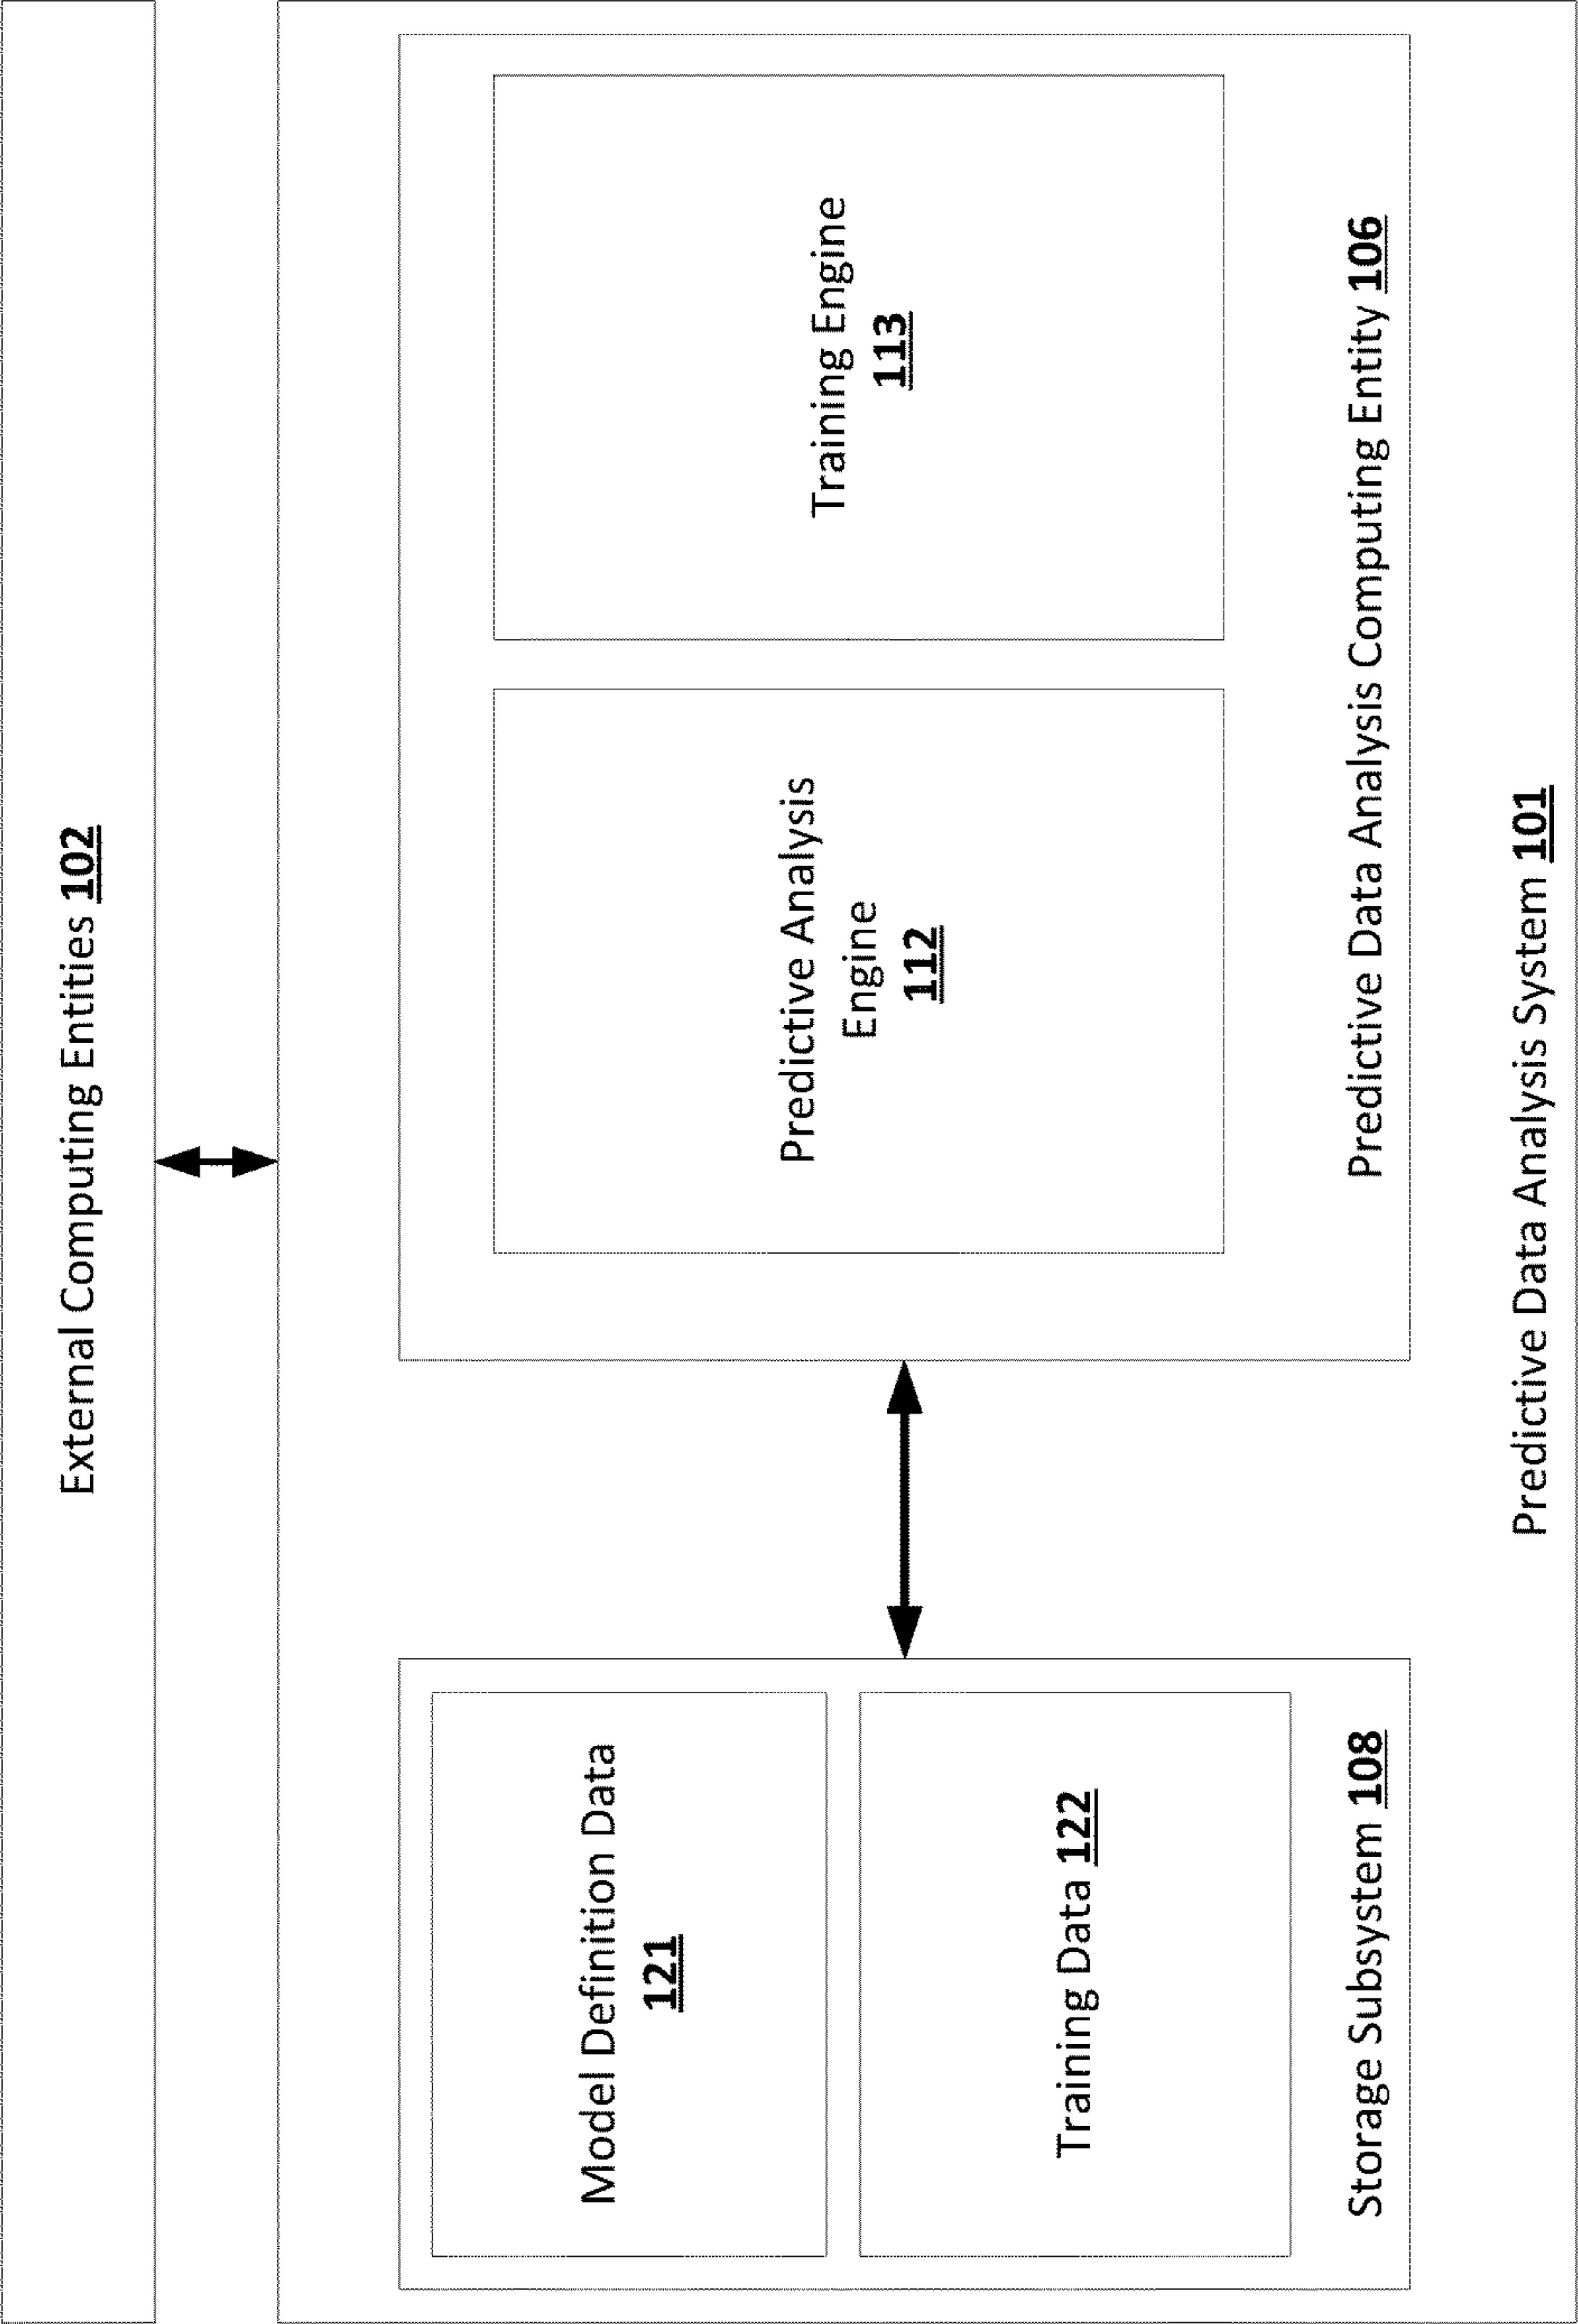 External Computing Entities 102
Model Definition Data
121
Training Data 122
Storage Subsystem 108
Predictive Analysis
Engine
112
Training Engine
113
Predictive Data Analysis Computing Entity 106
Predictive Data Analysis System 101